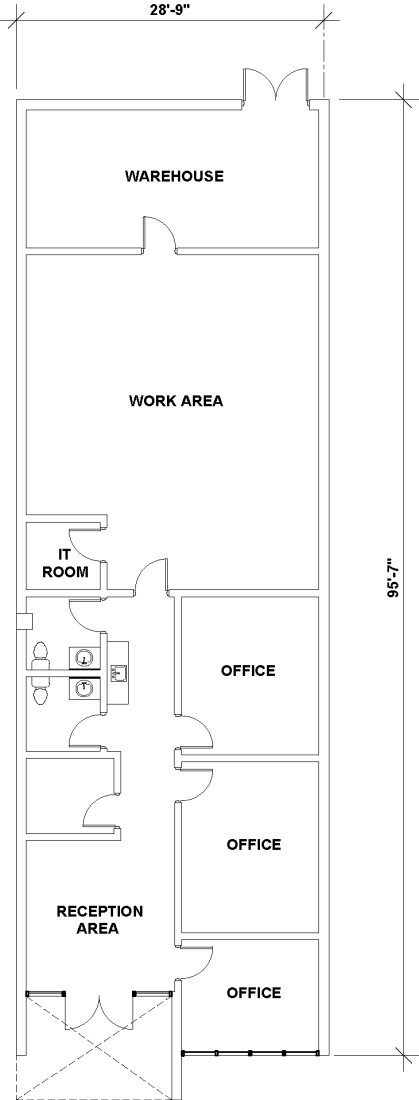 28'-9"
WAREHOUSE
WORK AREA
95'-7"
IT
ROOM
OFFICE
OFFICE
RECEPTION
AREA
OFFICE